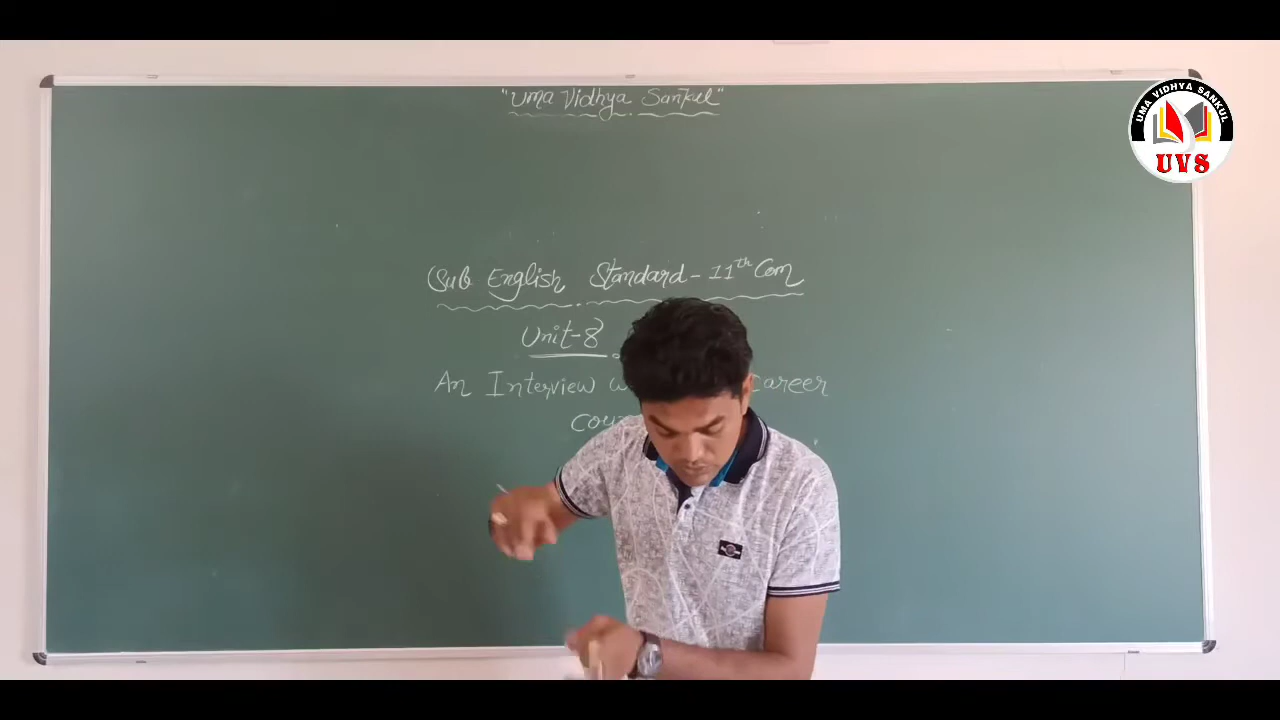 "Uma Vidhya Sankul"
Sub English Standard - 11th Com
Unit-8
An Interview Career
UMA VIDHYA SANKUL
UVS